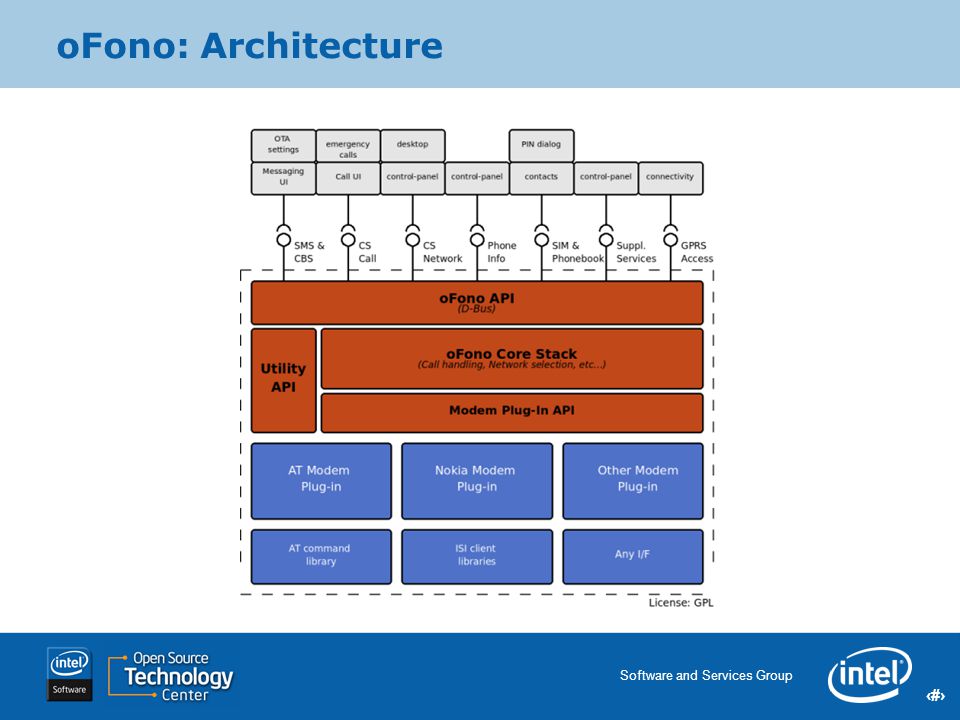 oFono: Architecture
OTA
settings
emergency
calls
desktop
PIN dialog
Messaging
UI
Call UI
control-panel
control-panel
contacts
control-panel
connectivity
SMS &
CBS
CS
Call
CS
Network
Phone
Info
SIM &
Phonebook
Suppl.
Services
GPRS
Access
oFono API
(D-Bus)
Utility
API
oFono Core Stack
(Call handling, Network selection, etc...)
Modem Plug-In API
AT Modem
Plug-in
Nokia Modem
Plug-in
Other Modem
Plug-in
AT command
library
ISI client
libraries
Any I/F
License: GPL
intel
Software
Open Source
Technology
Center
Software and Services Group
intel
‹#›